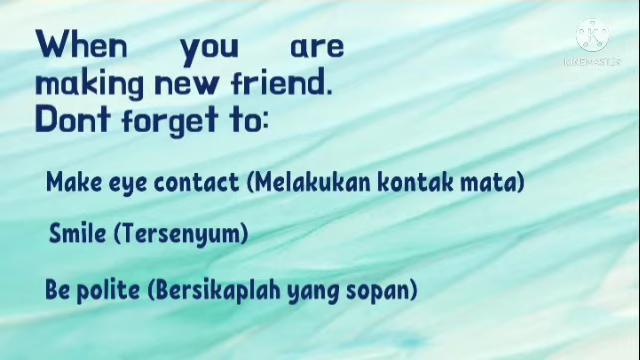 When you are
making new friend.
Dont forget to:
Make eye contact (Melakukan kontak mata)
Smile (Tersenyum)
Be polite (Bersikaplah yang sopan)
KINEMASTER